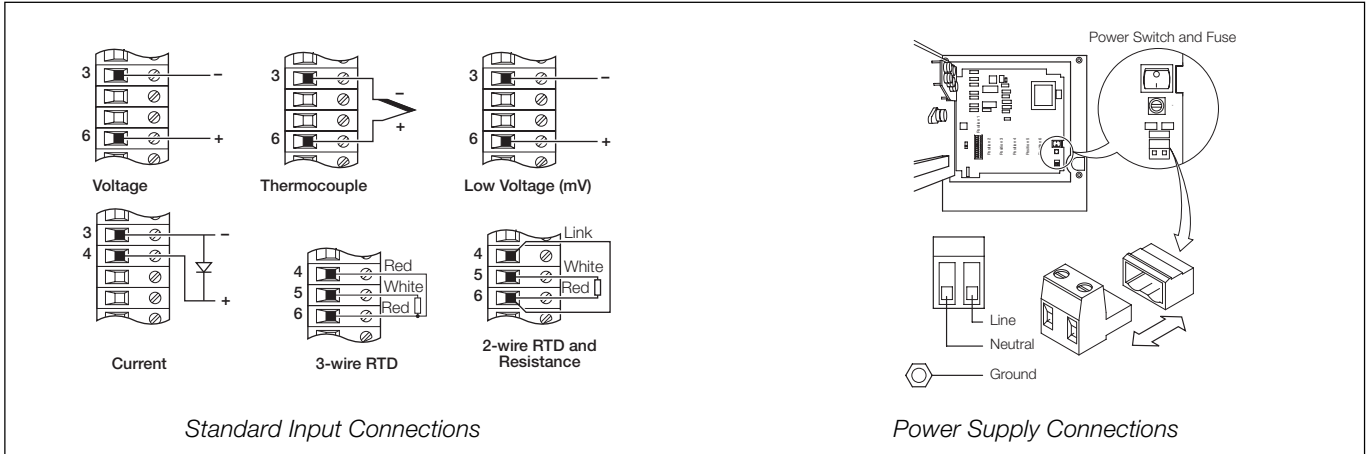 3
−
6
+
Voltage
3
−
+
6
Thermocouple
3
−
6
+
Low Voltage (mV)
3
−
4
+
Current
4
Red
5
White
6
Red
3-wire RTD
Link
4
5
White
6
Red
2-wire RTD and
Resistance
Standard Input Connections
Power Switch and Fuse
Position 1
Line
Neutral
Ground
Power Supply Connections